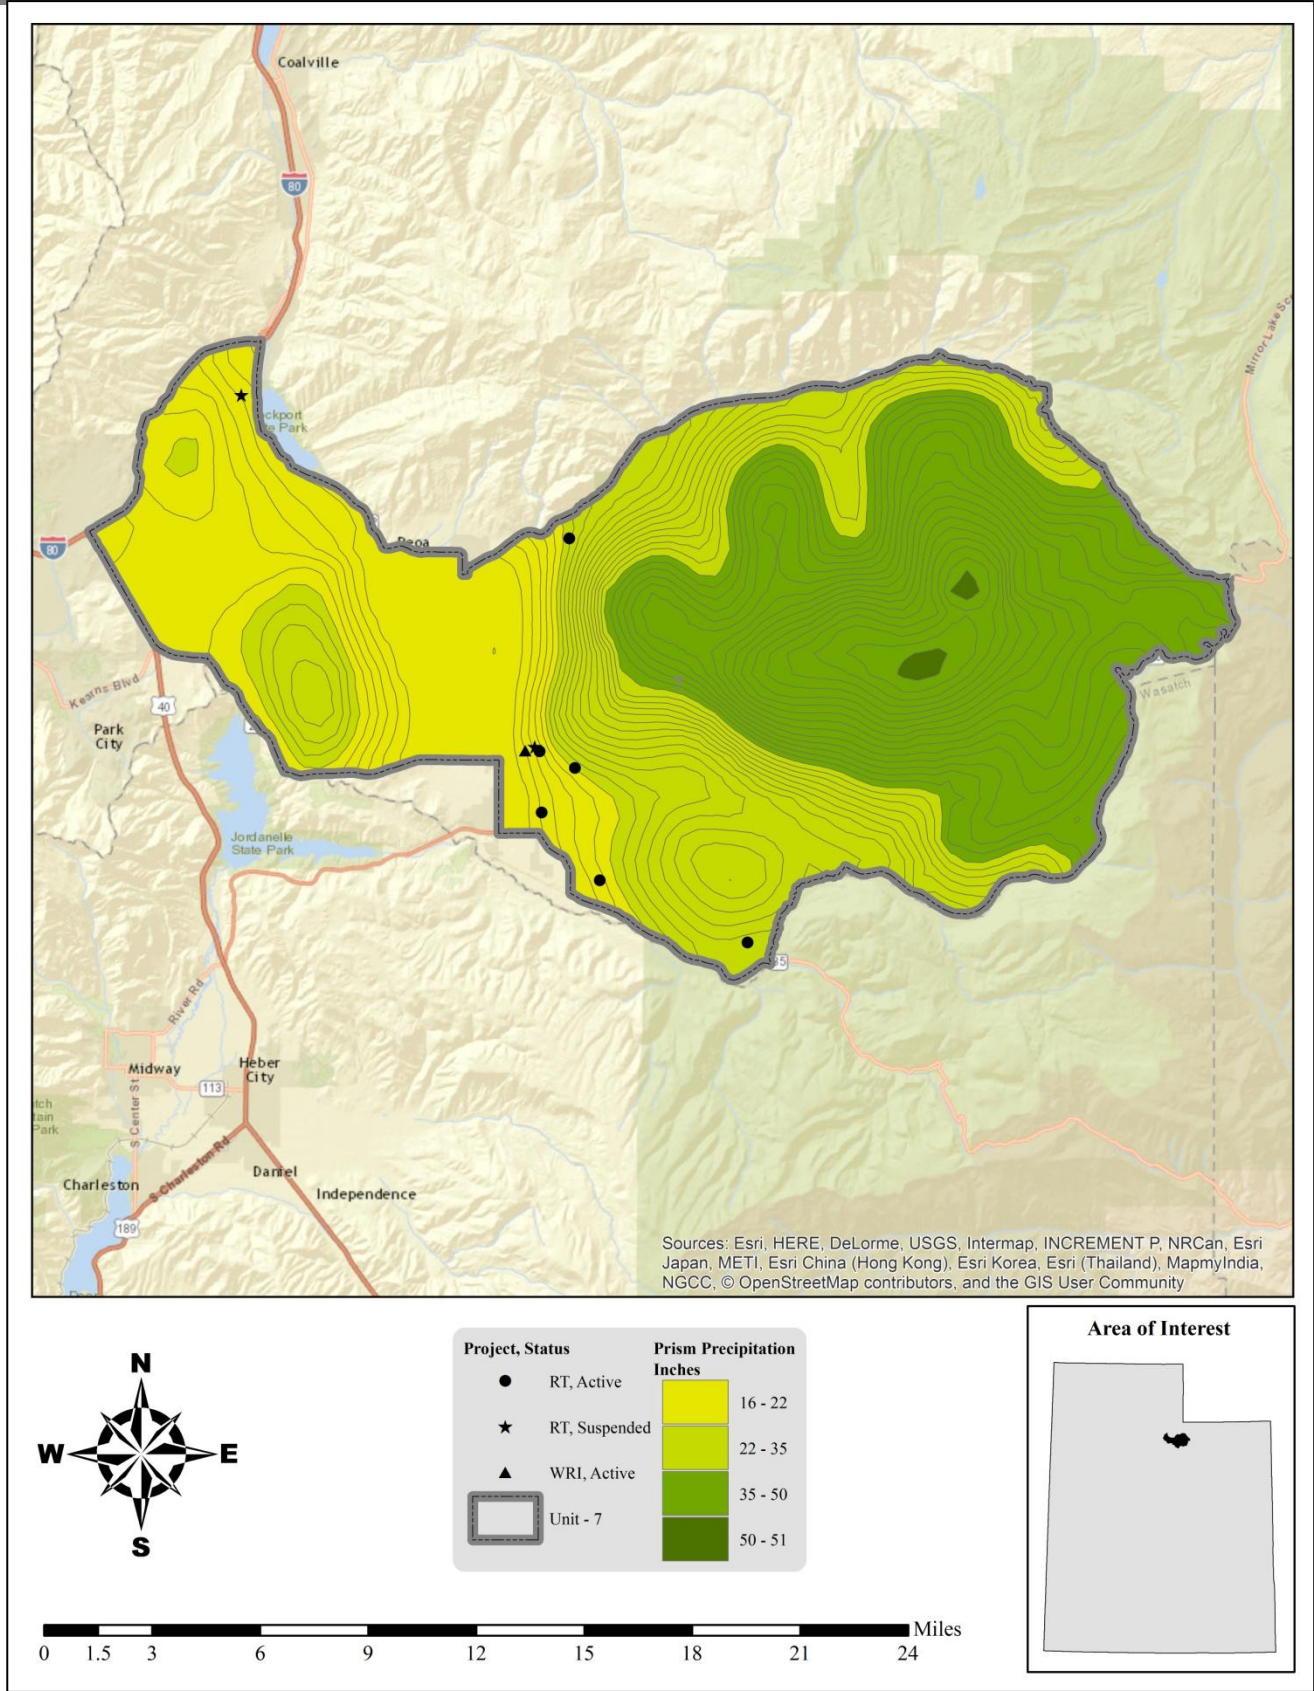 Coalville
80
Mirror Lake Sc
ckport
te Park
80
Peoa
Kearns Blvd
40
Park
City
Wasatch
Jordanelle
State Park
35
River Rd
Midway
Heber
City
113
tch
tain
Park
S Center St
S Charleston Rd
Daniel
Charleston
Independence
189
Sources: Esri, HERE, DeLorme, USGS, Intermap, INCREMENT P, NRCan, Esri
Japan, METI, Esri China (Hong Kong), Esri Korea, Esri (Thailand), MapmyIndia,
NGCC, © OpenStreetMap contributors, and the GIS User Community
N
W E
S
Project, Status
RT, Active
RT, Suspended
WRI, Active
Unit - 7
Prism Precipitation
Inches
16 - 22
22 - 35
35 - 50
50 - 51
Area of Interest
Miles
0 1.5 3 6 9 12 15 18 21 24